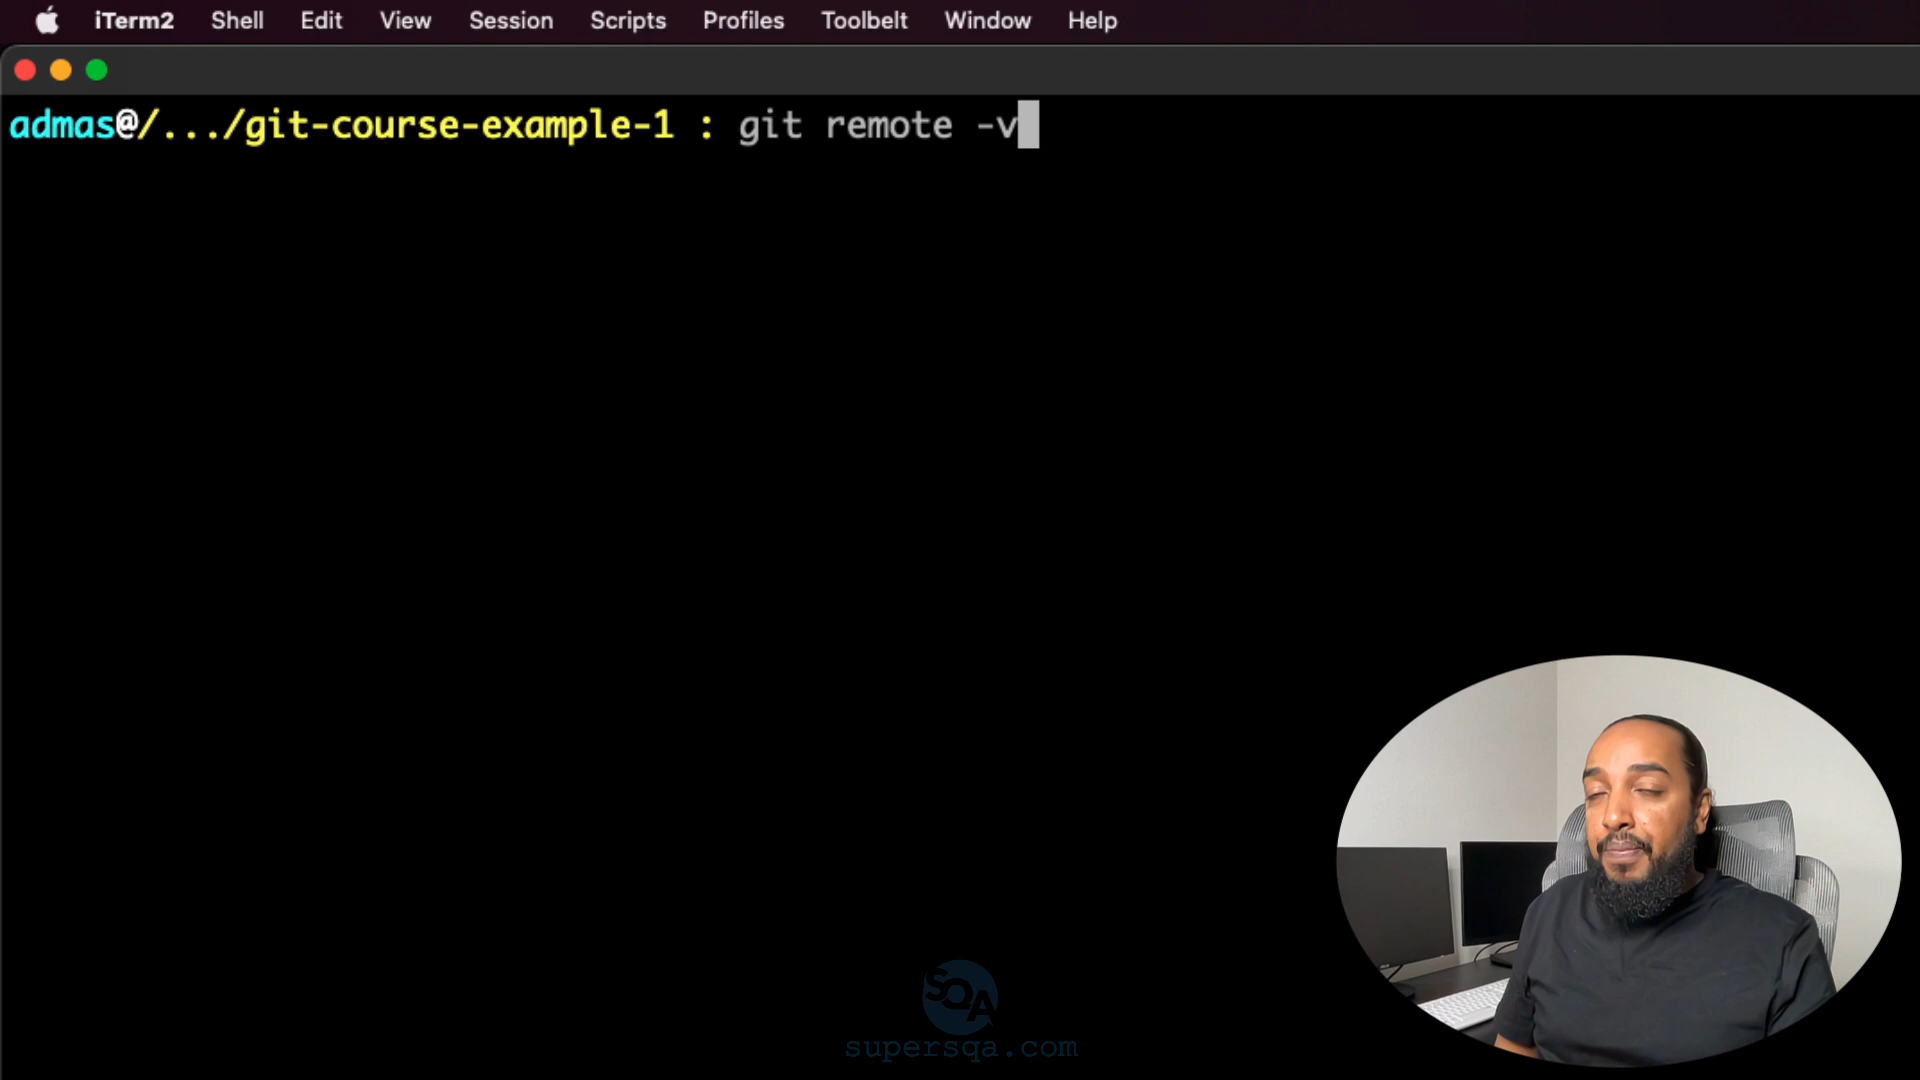 iTerm2 Shell Edit View Session Scripts Profiles Toolbelt Window Help
admas@/.../git-course-example-1 : git remote -v
SQA
supersqa.com